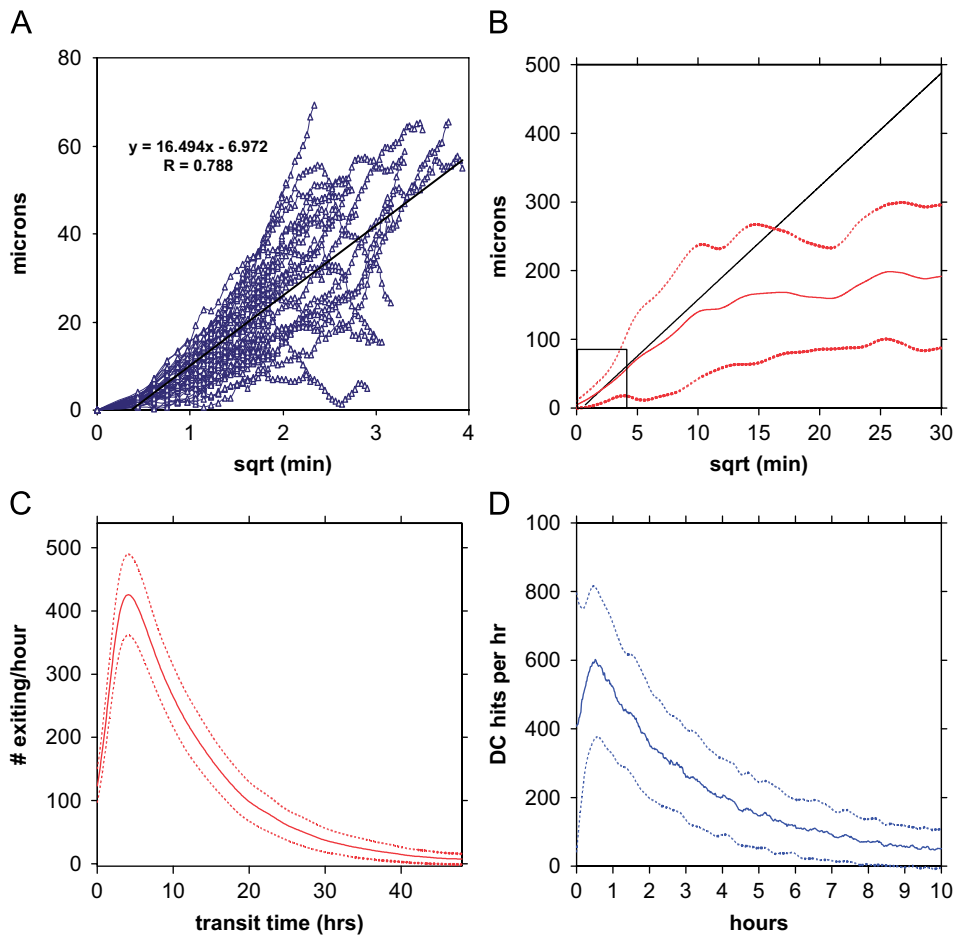 A
80
60
40
20
0
0 1 2 3 4
microns
sqrt (min)
y = 16.494x - 6.972
R = 0.788
B
500
400
300
200
100
0
0 5 10 15 20 25 30
microns
sqrt (min)
C
500
400
300
200
100
0
0 10 20 30 40
# exiting/hour
transit time (hrs)
D
100
800
600
400
200
0
0 1 2 3 4 5 6 7 8 9 10
DC hits per hr
hours